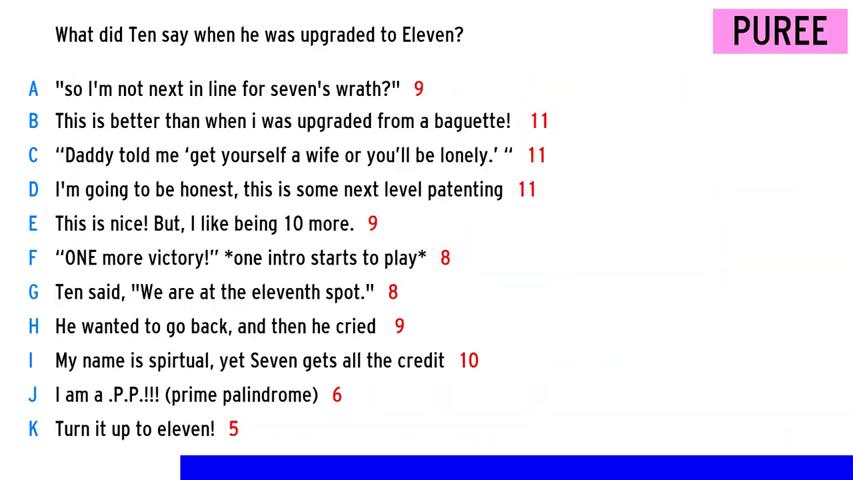 What did Ten say when he was upgraded to Eleven?
PUREE
A "so I'm not next in line for seven's wrath?" 9
B This is better than when i was upgraded from a baguette! 11
C “Daddy told me ‘get yourself a wife or you’ll be lonely.’ “ 11
D I'm going to be honest, this is some next level patenting 11
E This is nice! But, I like being 10 more. 9
F “ONE more victory!” *one intro starts to play* 8
G Ten said, "We are at the eleventh spot." 8
H He wanted to go back, and then he cried 9
I My name is spirtual, yet Seven gets all the credit 10
J I am a .P.P.!!! (prime palindrome) 6
K Turn it up to eleven! 5